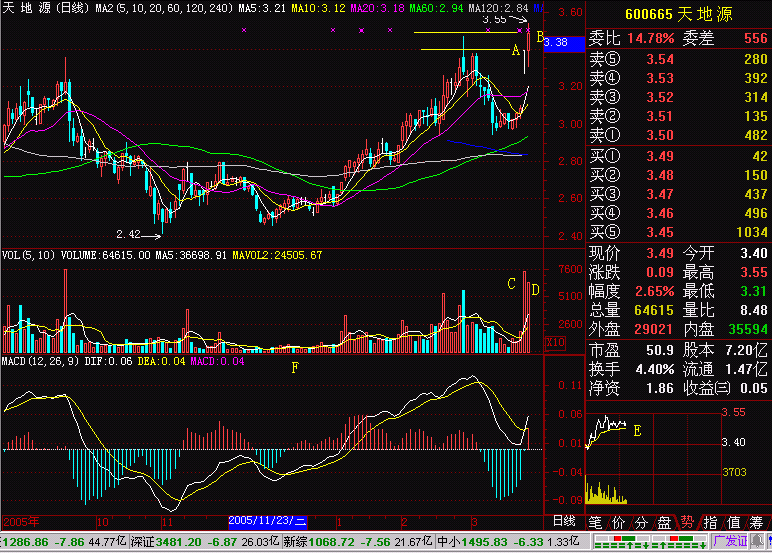 天地源(日线) MA2(5,10,20,60,120,240) MA5:3.21 MA10:3.12 MA20:3.18 MA60:2.94 MA120:2.84 MA
3.55
A
B
3.60
3.38
3.20
3.00
2.80
2.60
2.40
2.42
VOL(5,10) VOLUME:64615.00 MA5:36698.91 MAVOL2:24505.67
C
D
7800
5100
2600
X10
MACD(12,26,9) DIF:0.06 DEA:0.04 MACD:0.04
F
0.11
0.06
0.01
-0.04
-0.09
2005年 10 11 2005/11/23/三 1 2 3 日线
600665 天地源
委比 14.78% 委差 556
卖⑤ 3.54 280
卖④ 3.53 392
卖③ 3.52 314
卖② 3.51 135
卖① 3.50 482
买① 3.49 42
买② 3.48 150
买③ 3.47 437
买④ 3.46 496
买⑤ 3.45 1034
现价 3.49 今开 3.40
涨跌 0.09 最高 3.55
幅度 2.65% 最低 3.31
总量 64615 量比 8.48
外盘 29021 内盘 35594
市盈 50.9 股本 7.20亿
换手 4.40% 流通 1.47亿
净资 1.86 收益㈢ 0.05
E
3.55
3.40
3703
笔 价 分 盘 势 指 值 筹
1286.86 -7.86 44.77亿 深证 3481.20 -6.87 26.03亿 新综 1068.72 -7.56 21.67亿 中小 1495.83 -6.33 1.33亿 广发证